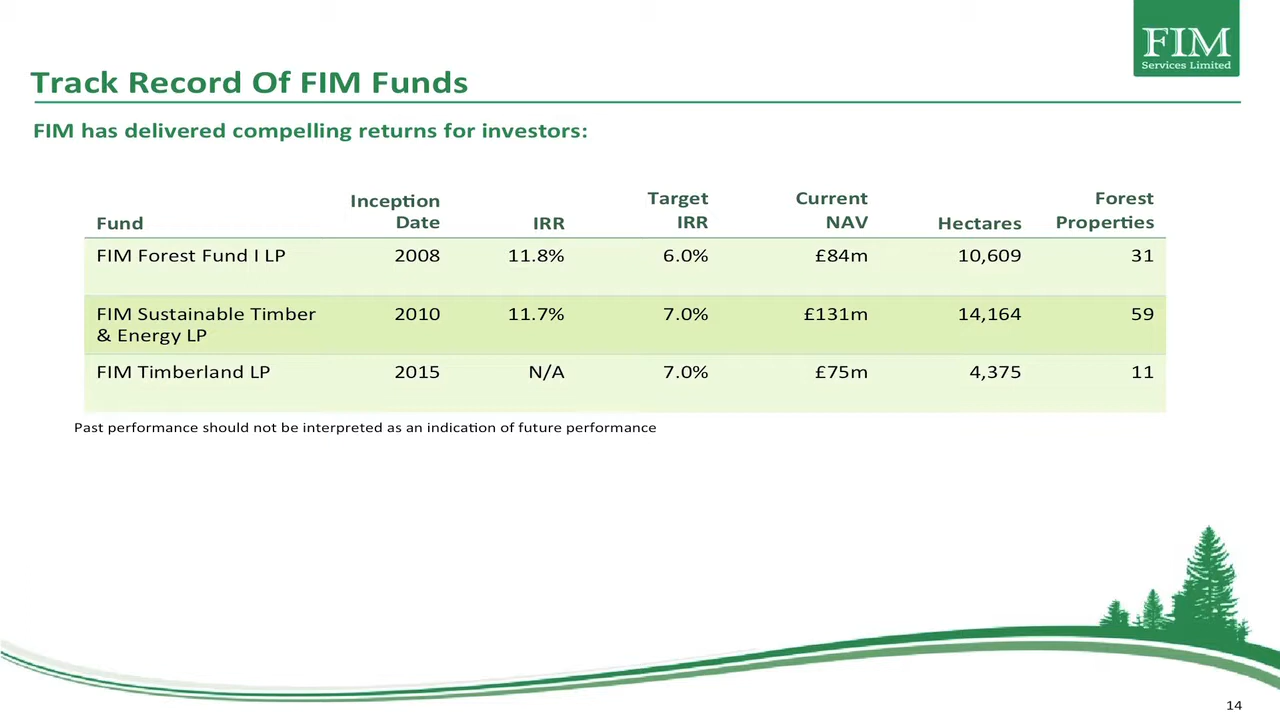 FIM
Services Limited
Track Record Of FIM Funds
FIM has delivered compelling returns for investors:
Fund Inception Date IRR Target IRR Current NAV Hectares Forest Properties
FIM Forest Fund I LP 2008 11.8% 6.0% £84m 10,609 31
FIM Sustainable Timber 2010 11.7% 7.0% £131m 14,164 59
& Energy LP
FIM Timberland LP 2015 N/A 7.0% £75m 4,375 11
Past performance should not be interpreted as an indication of future performance
14